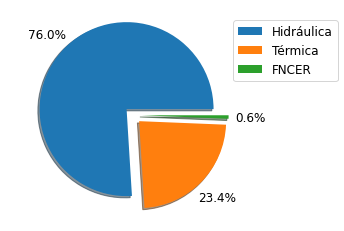 76.0%
Hidráulica
Térmica
FNCER
0.6%
23.4%